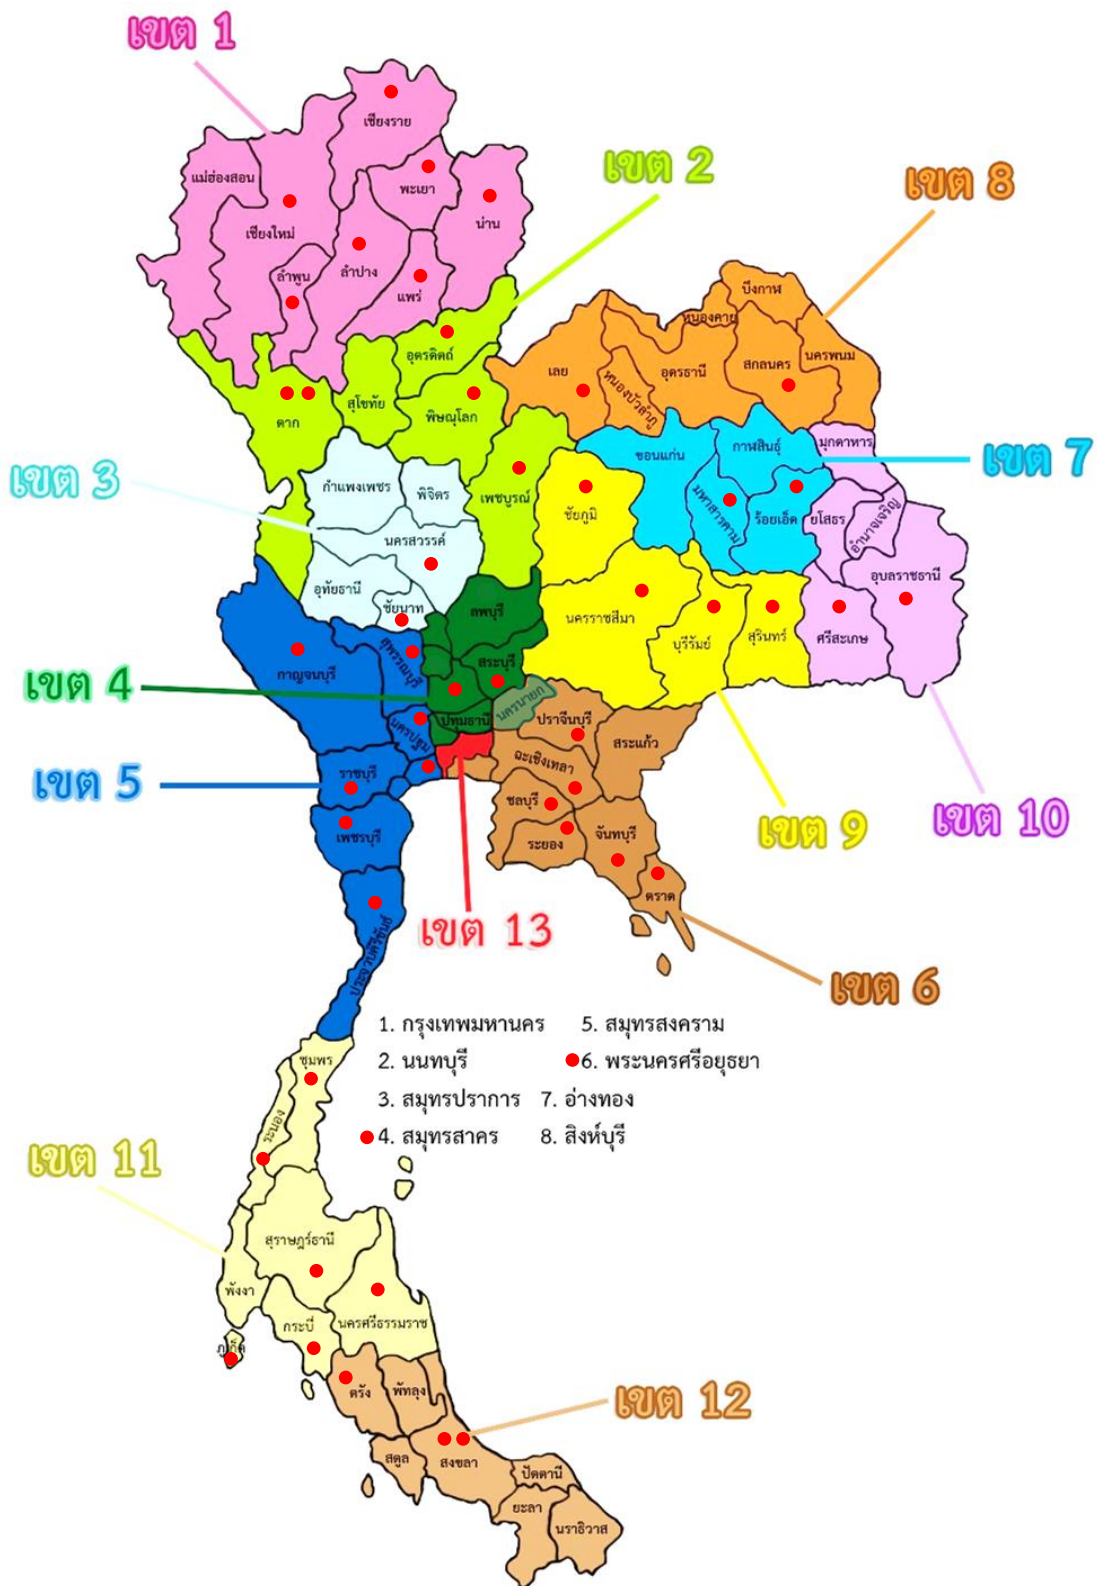 เขต 1
เชียงราย
แม่ฮ่องสอน
พะเยา
เขต 2
เขต 8
เชียงใหม่
น่าน
ลำพูน
ลำปาง
แพร่
บึงกาฬ
หนองคาย
อุตรดิตถ์
เลย
อุดรธานี
สกลนคร
นครพนม
หนองบัวลำภู
ตาก
สุโขทัย
พิษณุโลก
มุกดาหาร
ขอนแก่น
กาฬสินธุ์
เขต 7
เขต 3
กำแพงเพชร
พิจิตร
เพชบูรณ์
ชัยภูมิ
มหาสารคาม
ร้อยเอ็ด
ยโสธร
อำนาจเจริญ
นครสวรรค์
อุบลราชธานี
อุทัยธานี
ชัยนาท
ลพบุรี
นครราชสีมา
บุรีรัมย์
สุรินทร์
ศรีสะเกษ
กาญจนบุรี
สุพรรณบุรี
สระบุรี
เขต 4
นครนายก
ปทุมธานี
ปราจีนบุรี
นครปฐม
สระแก้ว
ฉะเชิงเทรา
เขต 5
ราชบุรี
ชลบุรี
เขต 9
เขต 10
เพชรบุรี
ระยอง
จันทบุรี
ตราด
เขต 13
ประจวบคีรีขันธ์
เขต 6
1. กรุงเทพมหานคร
5. สมุทรสงคราม
2. นนทบุรี
6. พระนครศรีอยุธยา
3. สมุทรปราการ
7. อ่างทอง
4. สมุทรสาคร
8. สิงห์บุรี
ชุมพร
ระนอง
เขต 11
สุราษฎร์ธานี
พังงา
กระบี่
นครศรีธรรมราช
ภูเก็ต
ตรัง
พัทลุง
เขต 12
สตูล
สงขลา
ปัตตานี
ยะลา
นราธิวาส